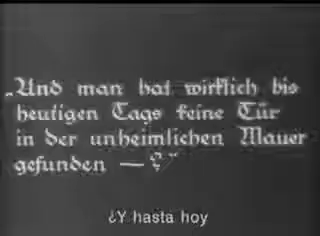 „Und man hat wirklich bis
heutigen Tags keine Tür
in der unheimlichen Mauer
gefunden — ?“
¿Y hasta hoy